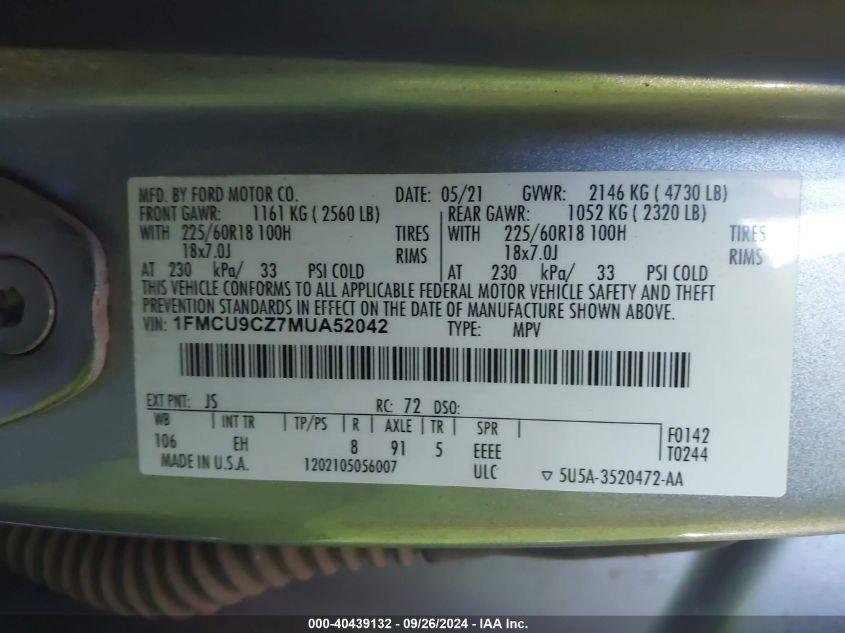 MFD. BY FORD MOTOR CO. DATE: 05/21 GVWR: 2146 KG ( 4730 LB)
FRONT GAWR: 1161 KG ( 2560 LB) REAR GAWR: 1052 KG ( 2320 LB)
WITH 225/60R18 100H TIRES WITH 225/60R18 100H TIRES
18x7.0J RIMS 18x7.0J RIMS
AT 230 kPa/ 33 PSI COLD AT 230 kPa/ 33 PSI COLD
THIS VEHICLE CONFORMS TO ALL APPLICABLE FEDERAL MOTOR VEHICLE SAFETY AND THEFT
PREVENTION STANDARDS IN EFFECT ON THE DATE OF MANUFACTURE SHOWN ABOVE.
VIN: 1FMCU9CZ7MUA52042 TYPE: MPV
EXT PNT: JS RC: 72 DSO:
WB INT TR TP/PS R AXLE TR SPR
106 EH 8 91 5 EEEE
F0142
T0244
MADE IN U.S.A. 1202105056007 ULC ▽ 5U5A-3520472-AA
000-40439132 - 09/26/2024 - IAA Inc.